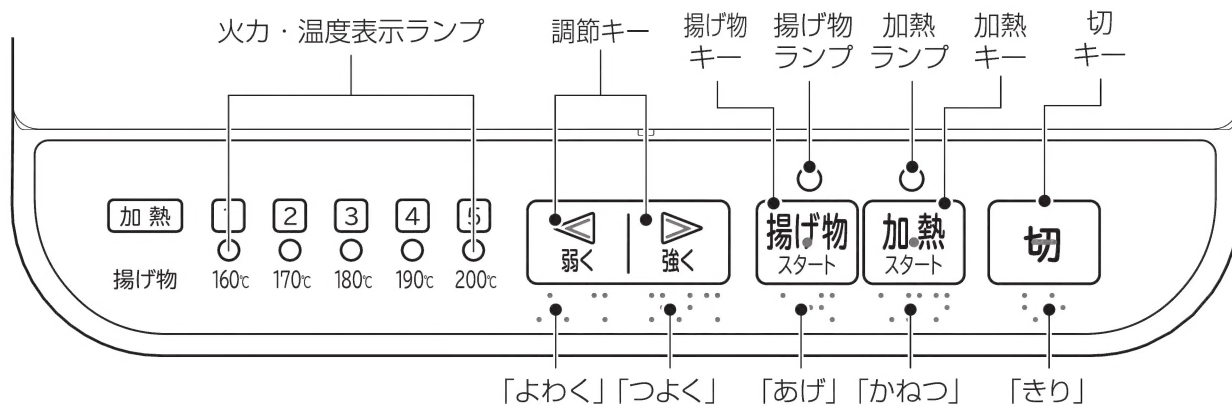 火力・温度表示ランプ
調節キー
揚げ物
キー
揚げ物
ランプ
加熱
ランプ
加熱
キー
切
キー
加熱 1 2 3 4 5
揚げ物 160℃ 170℃ 180℃ 190℃ 200℃
弱く
強く
揚げ物
スタート
加熱
スタート
切
「よわく」「つよく」 「あげ」 「かねつ」 「きり」